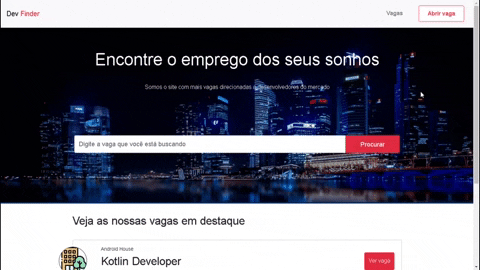 Dev Finder
Vagas
Abrir vaga
Encontre o emprego dos seus sonhos
Somos o site com mais vagas direcionadas a desenvolvedores do mercado
Digite a vaga que você está buscando
Procurar
Veja as nossas vagas em destaque
Android House
Kotlin Developer
Ver vaga